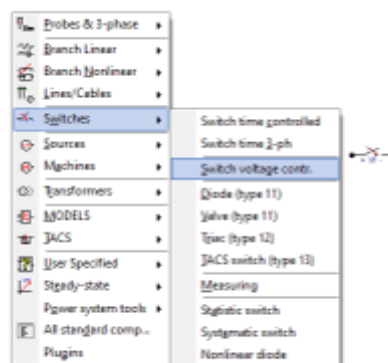 Probes & 3-phase
Branch Linear
Branch Nonlinear
Lines/Cables
Switches
Sources
Machines
Transformers
MODELS
TACS
User Specified
Steady-state
Power system tools
All standard comp...
Plugins
Switch time controlled
Switch time 3-ph
Switch voltage contr.
Diode (type 11)
Valve (type 11)
Triac (type 12)
TACS switch (type 13)
Measuring
Statistic switch
Systematic switch
Nonlinear diode